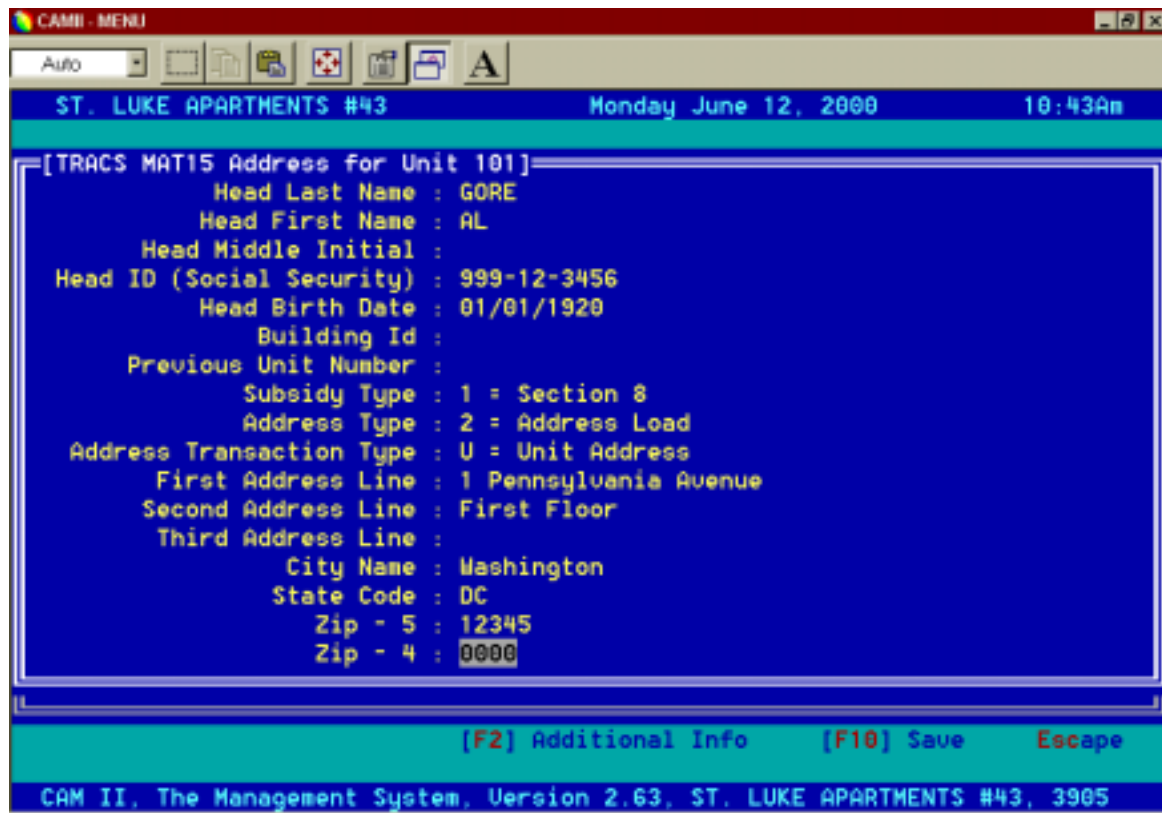 CAMII - MENU
Auto
A
ST. LUKE APARTMENTS #43 Monday June 12, 2000 10:43Am
[TRACS MAT15 Address for Unit 101]
Head Last Name : GORE
Head First Name : AL
Head Middle Initial :
Head ID (Social Security) : 999-12-3456
Head Birth Date : 01/01/1920
Building Id :
Previous Unit Number :
Subsidy Type : 1 = Section 8
Address Type : 2 = Address Load
Address Transaction Type : U = Unit Address
First Address Line : 1 Pennsylvania Avenue
Second Address Line : First Floor
Third Address Line :
City Name : Washington
State Code : DC
Zip - 5 : 12345
Zip - 4 : 0000
[F2] Additional Info [F10] Save Escape
CAM II, The Management System, Version 2.63, ST. LUKE APARTMENTS #43, 3905